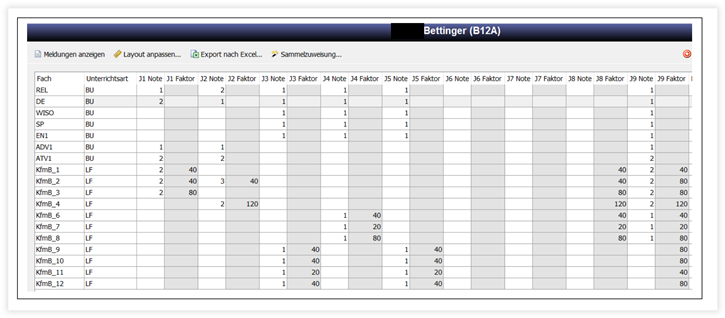 Bettinger (B12A)
Meldungen anzeigen Layout anpassen... Export nach Excel... Sammelzuweisung...
Fach Unterrichtsart J1 Note J1 Faktor J2 Note J2 Faktor J3 Note J3 Faktor J4 Note J4 Faktor J5 Note J5 Faktor J6 Note J6 Faktor J7 Note J7 Faktor J8 Note J8 Faktor J9 Note J9 Faktor
REL BU 1 2 1 1 1 1
DE BU 2 1 1 1 1 1
WISO BU 1 1 1 1
SP BU 1 1 1 1
EN1 BU 1 1 1 1
ADV1 BU 1 1 1
ATV1 BU 2 2 2
KfmB_1 LF 2 40 40 2 40
KfmB_2 LF 2 40 3 40 40 2 80
KfmB_3 LF 2 80 80 2 80
KfmB_4 LF 2 120 120 2 120
KfmB_6 LF 1 40 40 1 40
KfmB_7 LF 1 20 20 1 80
KfmB_8 LF 1 80 80 1 80
KfmB_9 LF 1 40 1 40 80
KfmB_10 LF 1 40 1 40 80
KfmB_11 LF 1 20 1 20 40
KfmB_12 LF 1 40 1 40 80